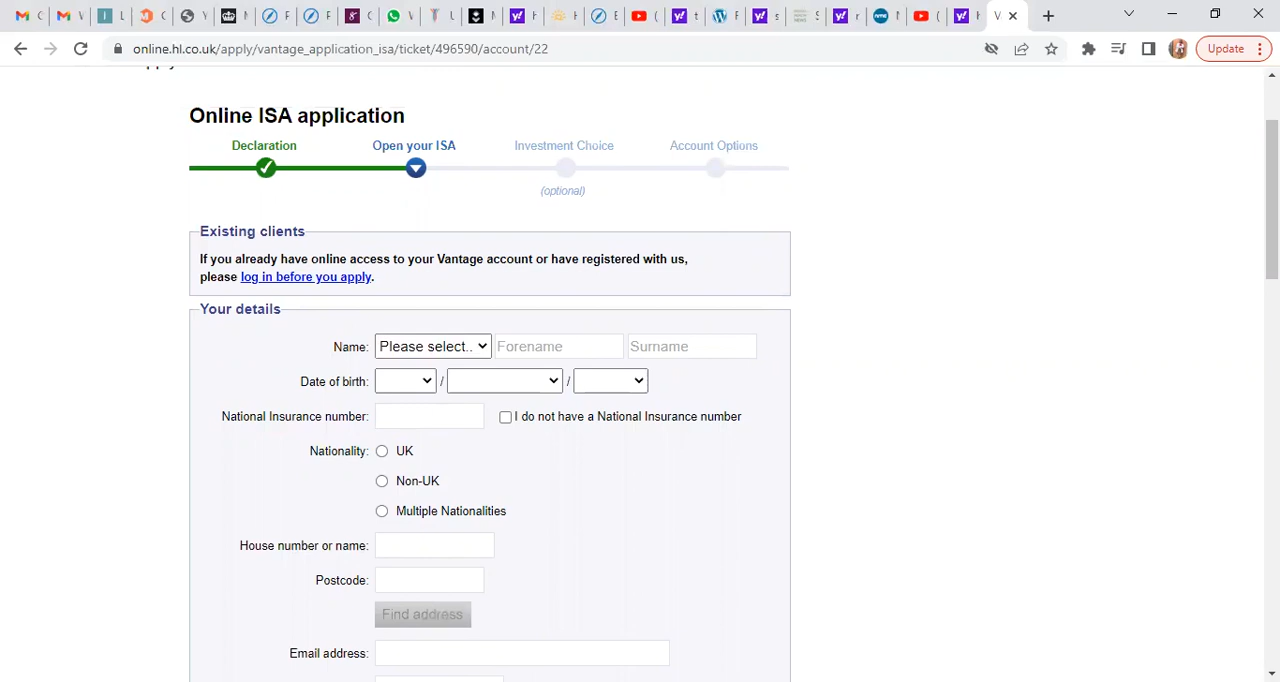 online.hl.co.uk/apply/vantage_application_isa/ticket/496590/account/22
Update
Online ISA application
Declaration
Open your ISA
Investment Choice
Account Options
(optional)
Existing clients
If you already have online access to your Vantage account or have registered with us,
please log in before you apply.
Your details
Name: Please select.. Forename Surname
Date of birth: / /
National Insurance number: I do not have a National Insurance number
Nationality: UK
Non-UK
Multiple Nationalities
House number or name:
Postcode:
Find address
Email address: